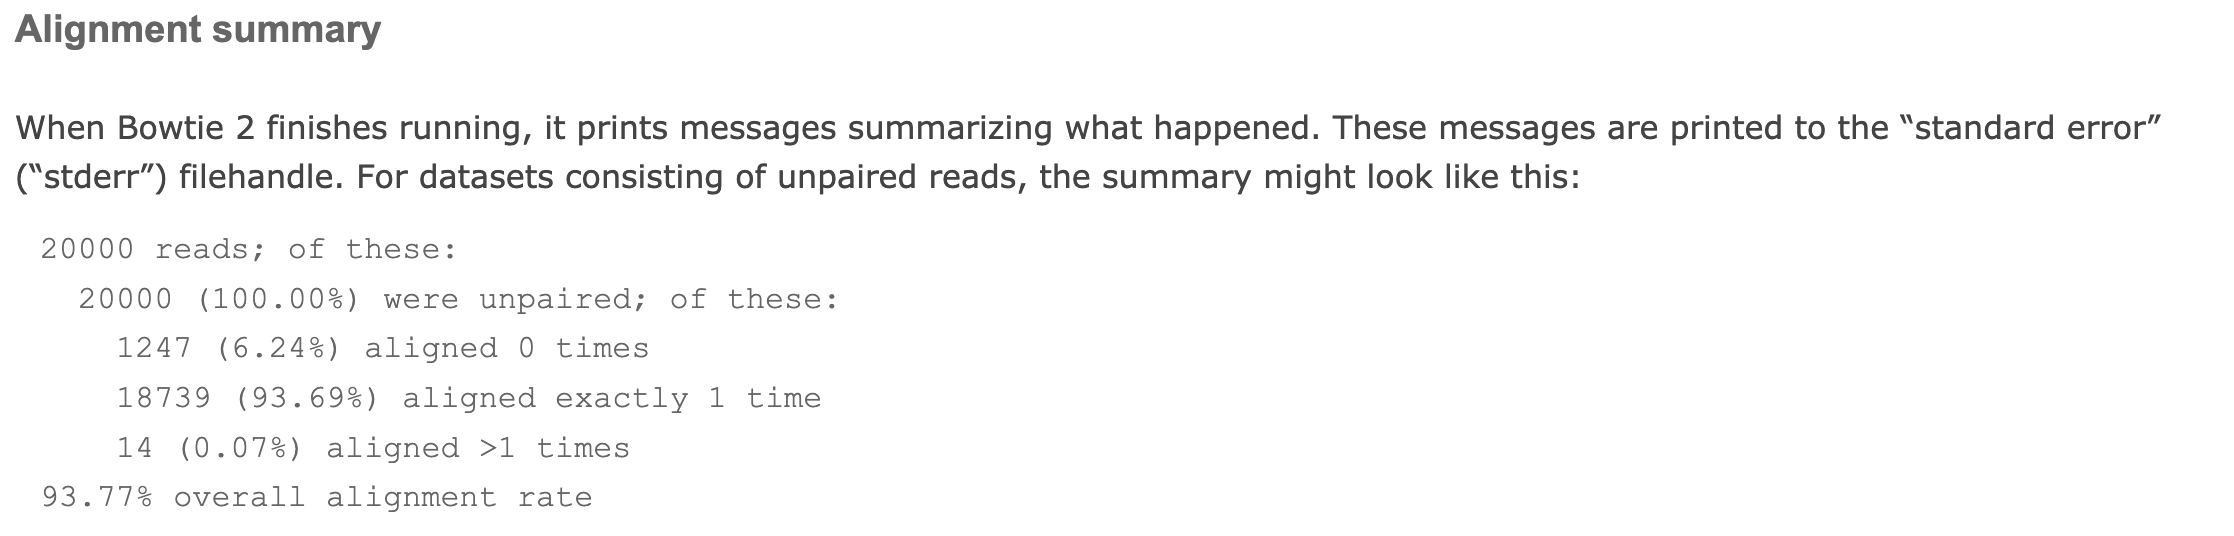 Alignment summary
When Bowtie 2 finishes running, it prints messages summarizing what happened. These messages are printed to the “standard error”
(“stderr”) filehandle. For datasets consisting of unpaired reads, the summary might look like this:
20000 reads; of these:
  20000 (100.00%) were unpaired; of these:
    1247 (6.24%) aligned 0 times
    18739 (93.69%) aligned exactly 1 time
    14 (0.07%) aligned >1 times
93.77% overall alignment rate